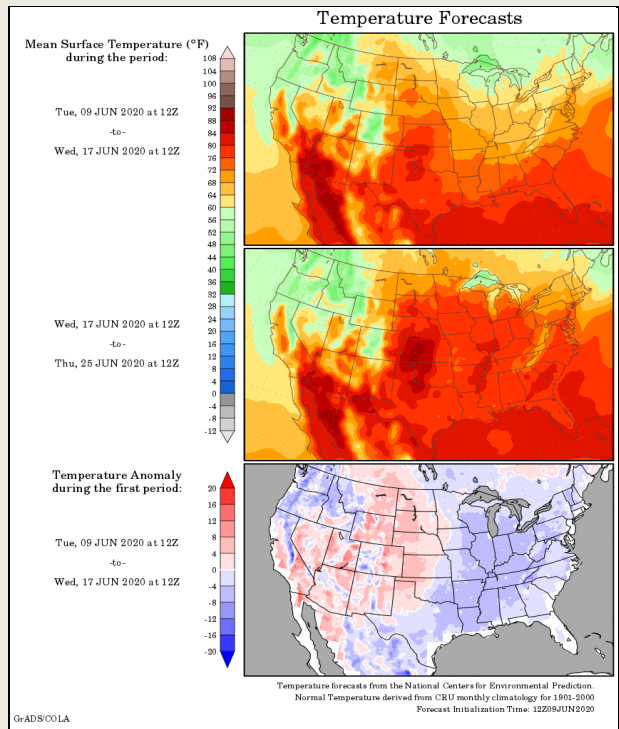 Temperature Forecasts
Mean Surface Temperature (°F)
during the period:
Tue, 09 JUN 2020 at 12Z
-to-
Wed, 17 JUN 2020 at 12Z
108
104
100
96
92
88
84
80
76
72
68
64
60
56
52
48
44
40
36
32
28
24
20
16
12
8
4
0
-4
-8
-12
Wed, 17 JUN 2020 at 12Z
-to-
Thu, 25 JUN 2020 at 12Z
Temperature Anomaly
during the first period:
Tue, 09 JUN 2020 at 12Z
-to-
Wed, 17 JUN 2020 at 12Z
20
16
12
8
4
0
-4
-8
-12
-16
-20
Temperature forecasts from the National Centers for Environmental Prediction.
Normal Temperature derived from CRU monthly climatology for 1901-2000
Forecast Initialization Time: 12Z09JUN2020
GrADS/COLA